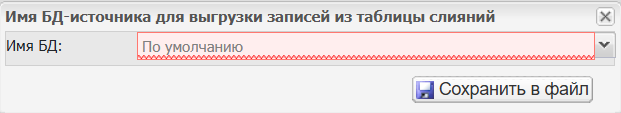 Имя БД-источника для выгрузки записей из таблицы слияний
Имя БД: По умолчанию
Сохранить в файл